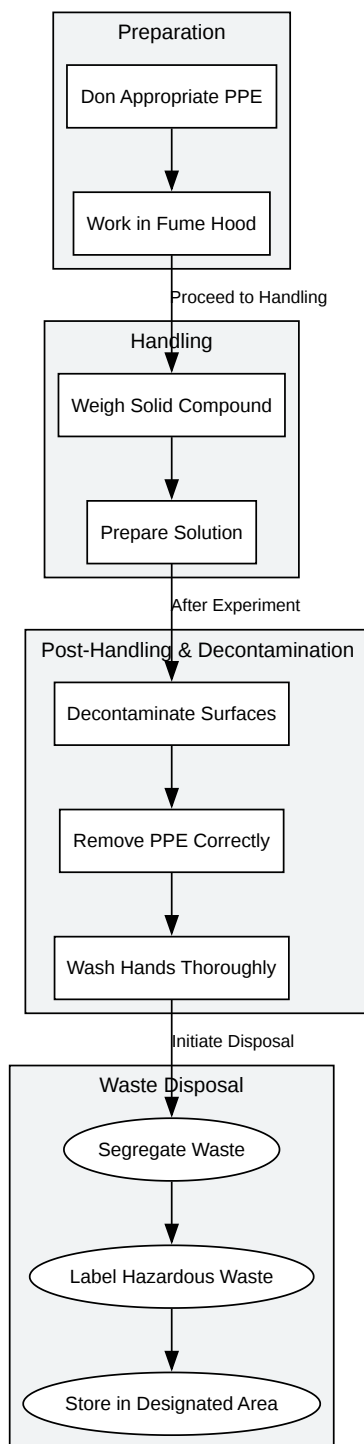 Preparation
Don Appropriate PPE
Work in Fume Hood
Proceed to Handling
Handling
Weigh Solid Compound
Prepare Solution
After Experiment
Post-Handling & Decontamination
Decontaminate Surfaces
Remove PPE Correctly
Wash Hands Thoroughly
Initiate Disposal
Waste Disposal
Segregate Waste
Label Hazardous Waste
Store in Designated Area